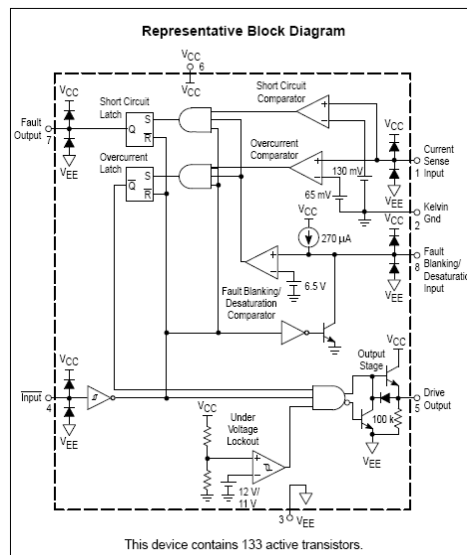 Representative Block Diagram
VCC
6
VCC
Short Circuit
Latch
Short Circuit
Comparator
VCC
S
Q
R
Fault
Output
7
VCC
Overcurrent
Latch
Overcurrent
Comparator
Current
Sense
Input
1
VEE
S
Q
R
130 mV
65 mV
VEE
Kelvin
Gnd
2
VCC
270 μA
VCC
Fault
Blanking/
Desaturation
Input
8
6.5 V
VEE
Fault Blanking/
Desaturation
Comparator
VCC
Output
Stage
VCC
Input
4
Drive
Output
5
VEE
VCC
Under
Voltage
Lockout
100 k
VEE
12 V/
11 V
3
VEE
This device contains 133 active transistors.